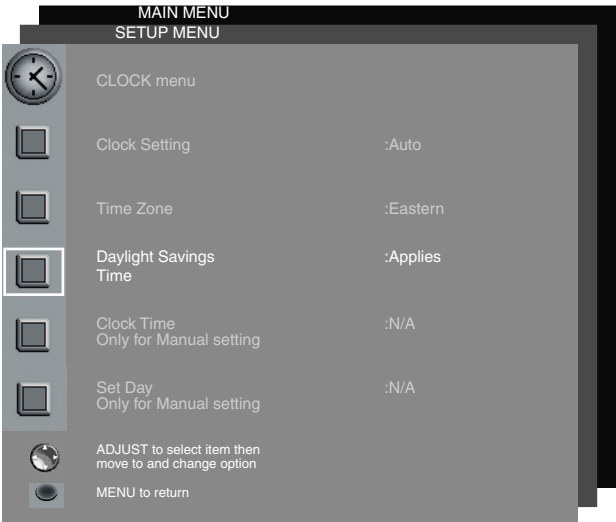 MAIN MENU
SETUP MENU
CLOCK menu
Clock Setting :Auto
Time Zone :Eastern
Daylight Savings :Applies
Time
Clock Time :N/A
Only for Manual setting
Set Day :N/A
Only for Manual setting
ADJUST to select item then
move to and change option
MENU to return